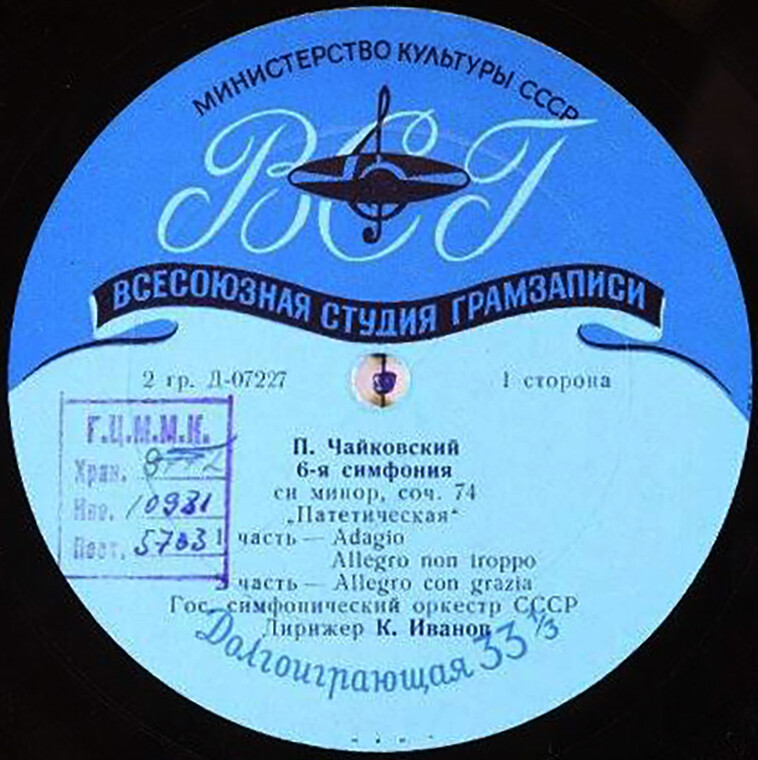 МИНИСТЕРСТВО КУЛЬТУРЫ СССР
ВСГ
ВСЕСОЮЗНАЯ СТУДИЯ ГРАМЗАПИСИ
2 гр. Д-07227
1 сторона
Г.Ц.М.М.К.
Хран.
Инв. 10931
Пост. 5703
П. Чайковский
6-я симфония
си минор, соч. 74
„Патетическая“
1 часть — Adagio
Allegro non troppo
2 часть — Allegro con grazia
Гос. симфонический оркестр СССР
Дирижер К. Иванов
Долгоиграющая 33 1/3